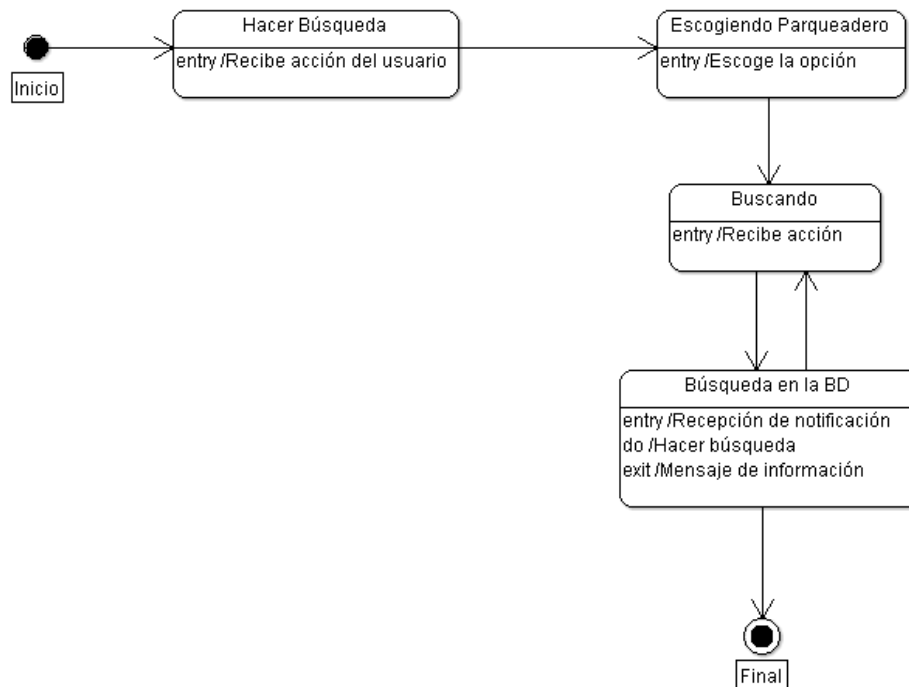 Hacer Búsqueda
entry /Recibe acción del usuario
Inicio
Escogiendo Parqueadero
entry /Escoge la opción
Buscando
entry /Recibe acción
Búsqueda en la BD
entry /Recepción de notificación
do /Hacer búsqueda
exit /Mensaje de información
Final